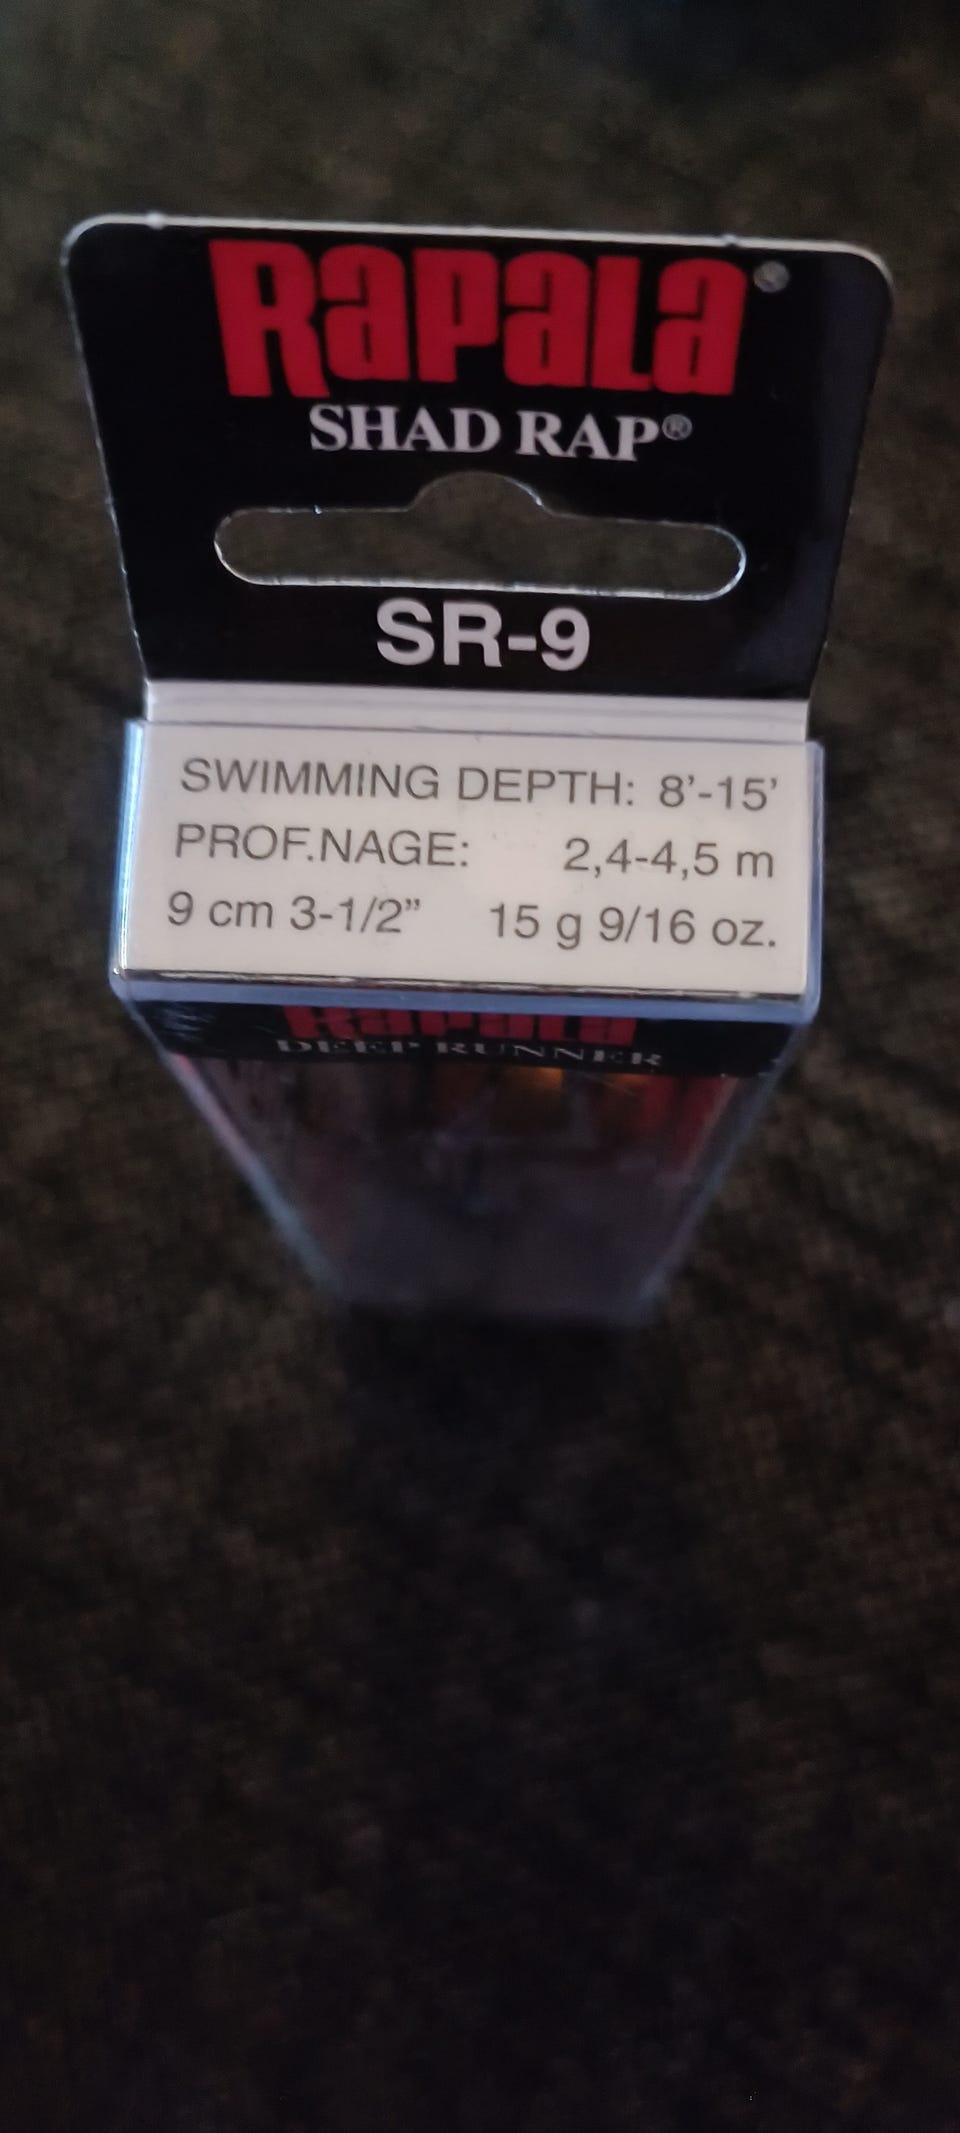 Rapala®
SHAD RAP®
SR-9
SWIMMING DEPTH: 8'-15'
PROF.NAGE: 2,4-4,5 m
9 cm 3-1/2” 15 g 9/16 oz.
Rapala
DEEP RUNNER